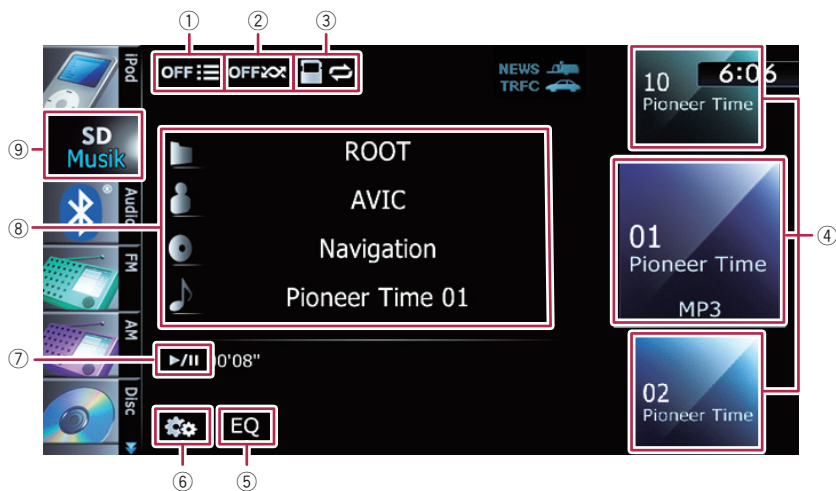 ① ② ③
iPod
OFF OFF
NEWS
TRFC
6:06
10
Pioneer Time
⑨
SD
Musik
ROOT
AVIC
Navigation
Pioneer Time 01
⑧
Audio
FM
AM
Disc
01
Pioneer Time
MP3
④
⑦
►/II 00'08"
02
Pioneer Time
EQ
⑥ ⑤